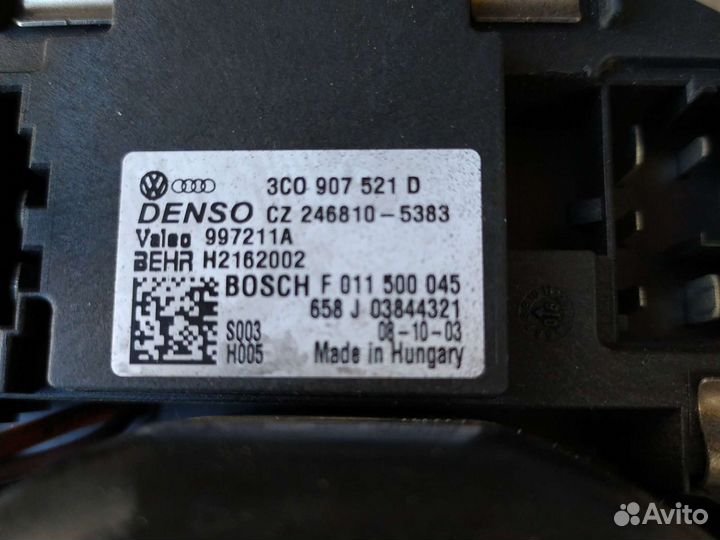 3C0 907 521 D
DENSO CZ 246810-5383
Valeo 997211A
BEHR H2162002
BOSCH F 011 500 045
658 J 03844321
S003 08-10-03
H005 Made in Hungary
Avito